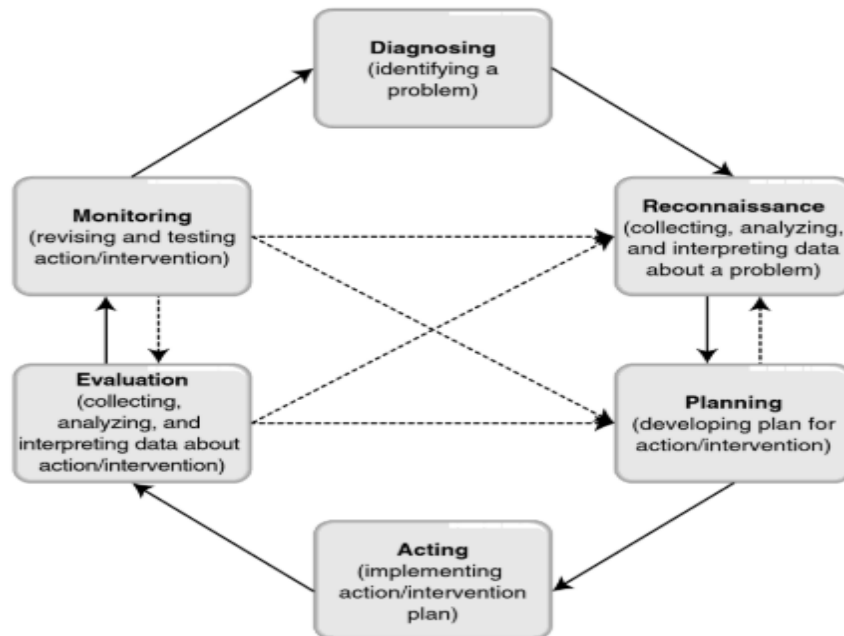 Diagnosing
(identifying a
problem)
Monitoring
(revising and testing
action/intervention)
Reconnaissance
(collecting, analyzing,
and interpreting data
about a problem)
Evaluation
(collecting,
analyzing, and
interpreting data about
action/intervention)
Planning
(developing plan for
action/intervention)
Acting
(implementing
action/intervention
plan)